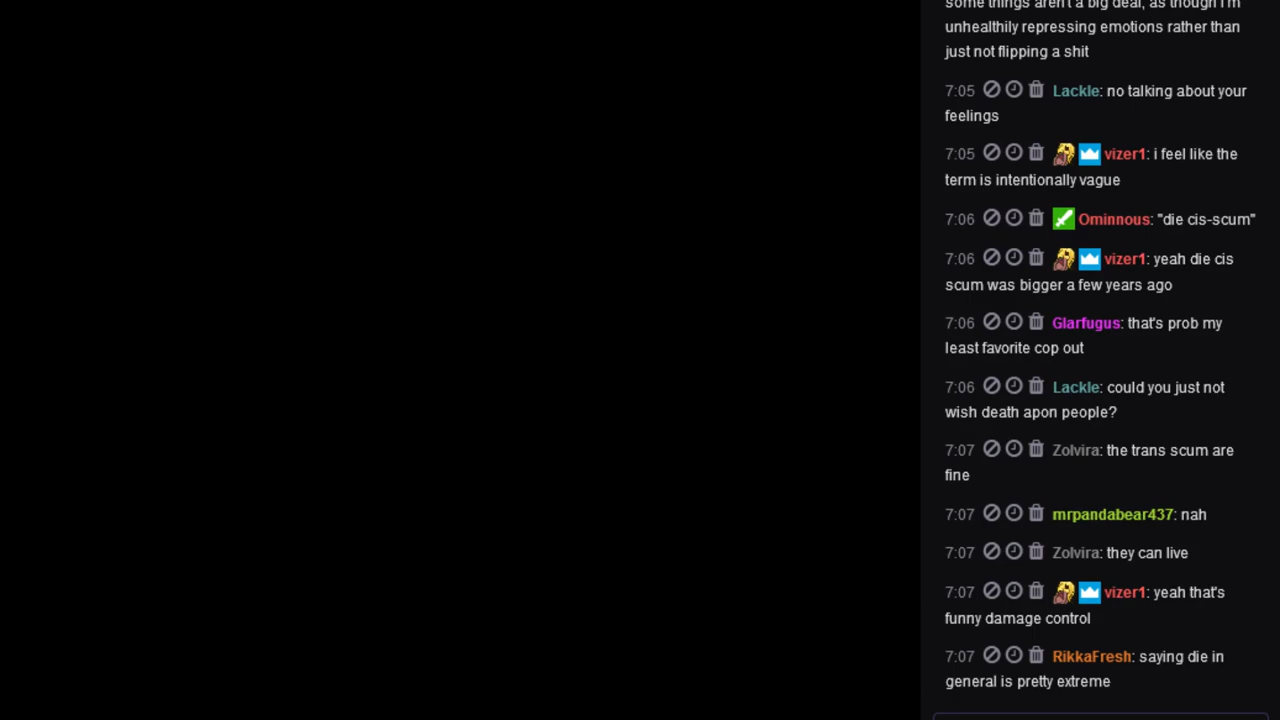 some things aren't a big deal, as though I'm
unhealthily repressing emotions rather than
just not flipping a shit
7:05 Lackle: no talking about your
feelings
7:05 vizer1: i feel like the
term is intentionally vague
7:06 Ominnous: "die cis-scum"
7:06 vizer1: yeah die cis
scum was bigger a few years ago
7:06 Glarfugus: that's prob my
least favorite cop out
7:06 Lackle: could you just not
wish death apon people?
7:07 Zolvira: the trans scum are
fine
7:07 mrpandabear437: nah
7:07 Zolvira: they can live
7:07 vizer1: yeah that's
funny damage control
7:07 RikkaFresh: saying die in
general is pretty extreme